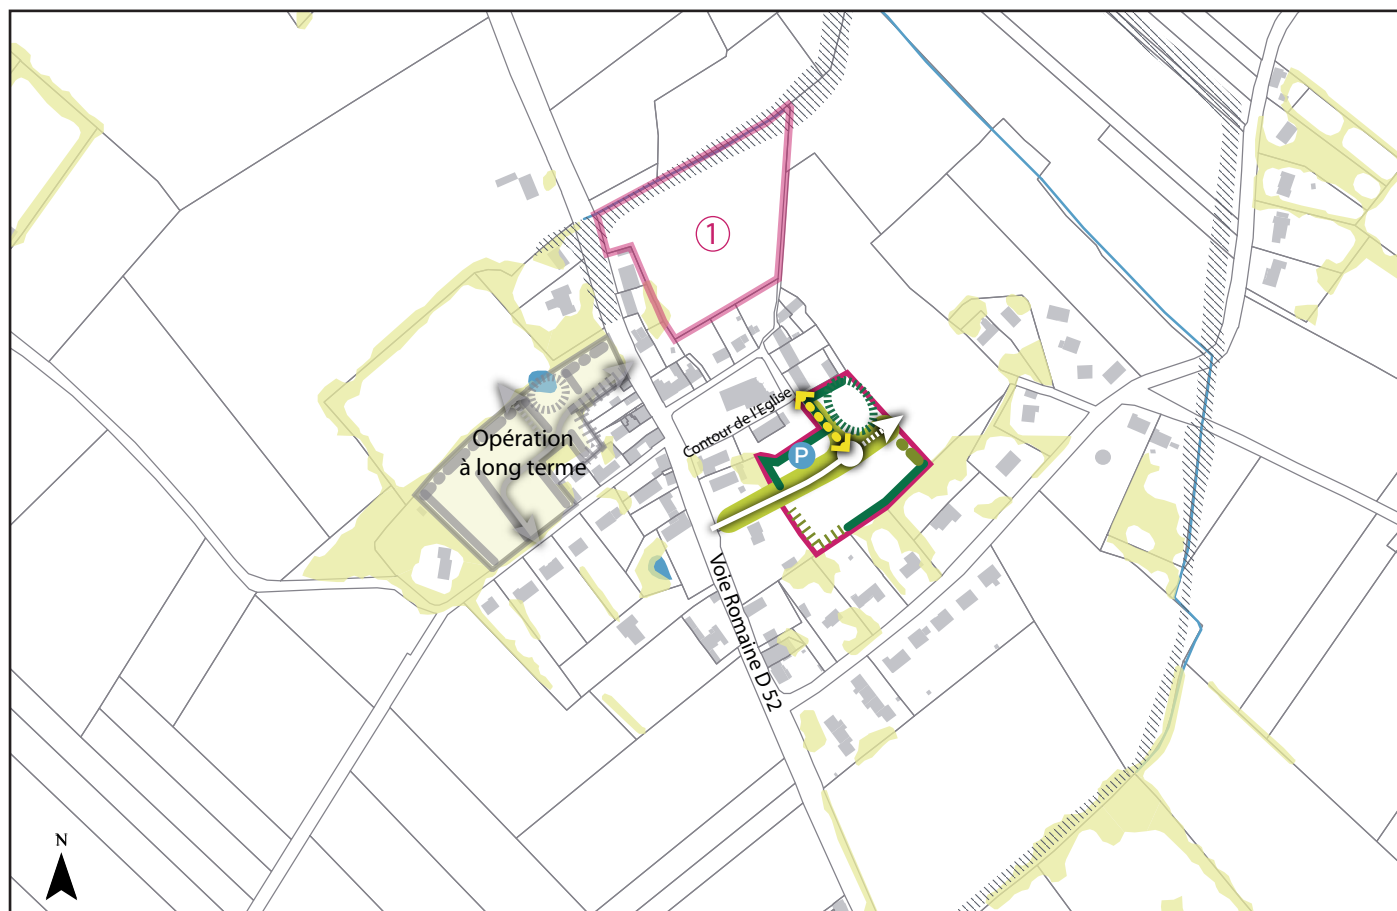 1
Contour de l'Eglise
Opération
à long terme
P
Voie Romaine D 52
N